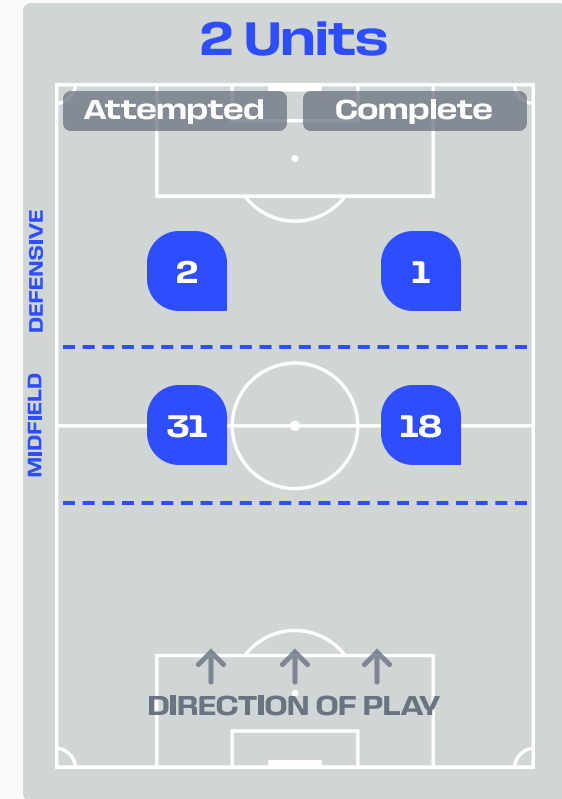 2 Units
Attempted Complete
DEFENSIVE
2 1
MIDFIELD
31 18
DIRECTION OF PLAY